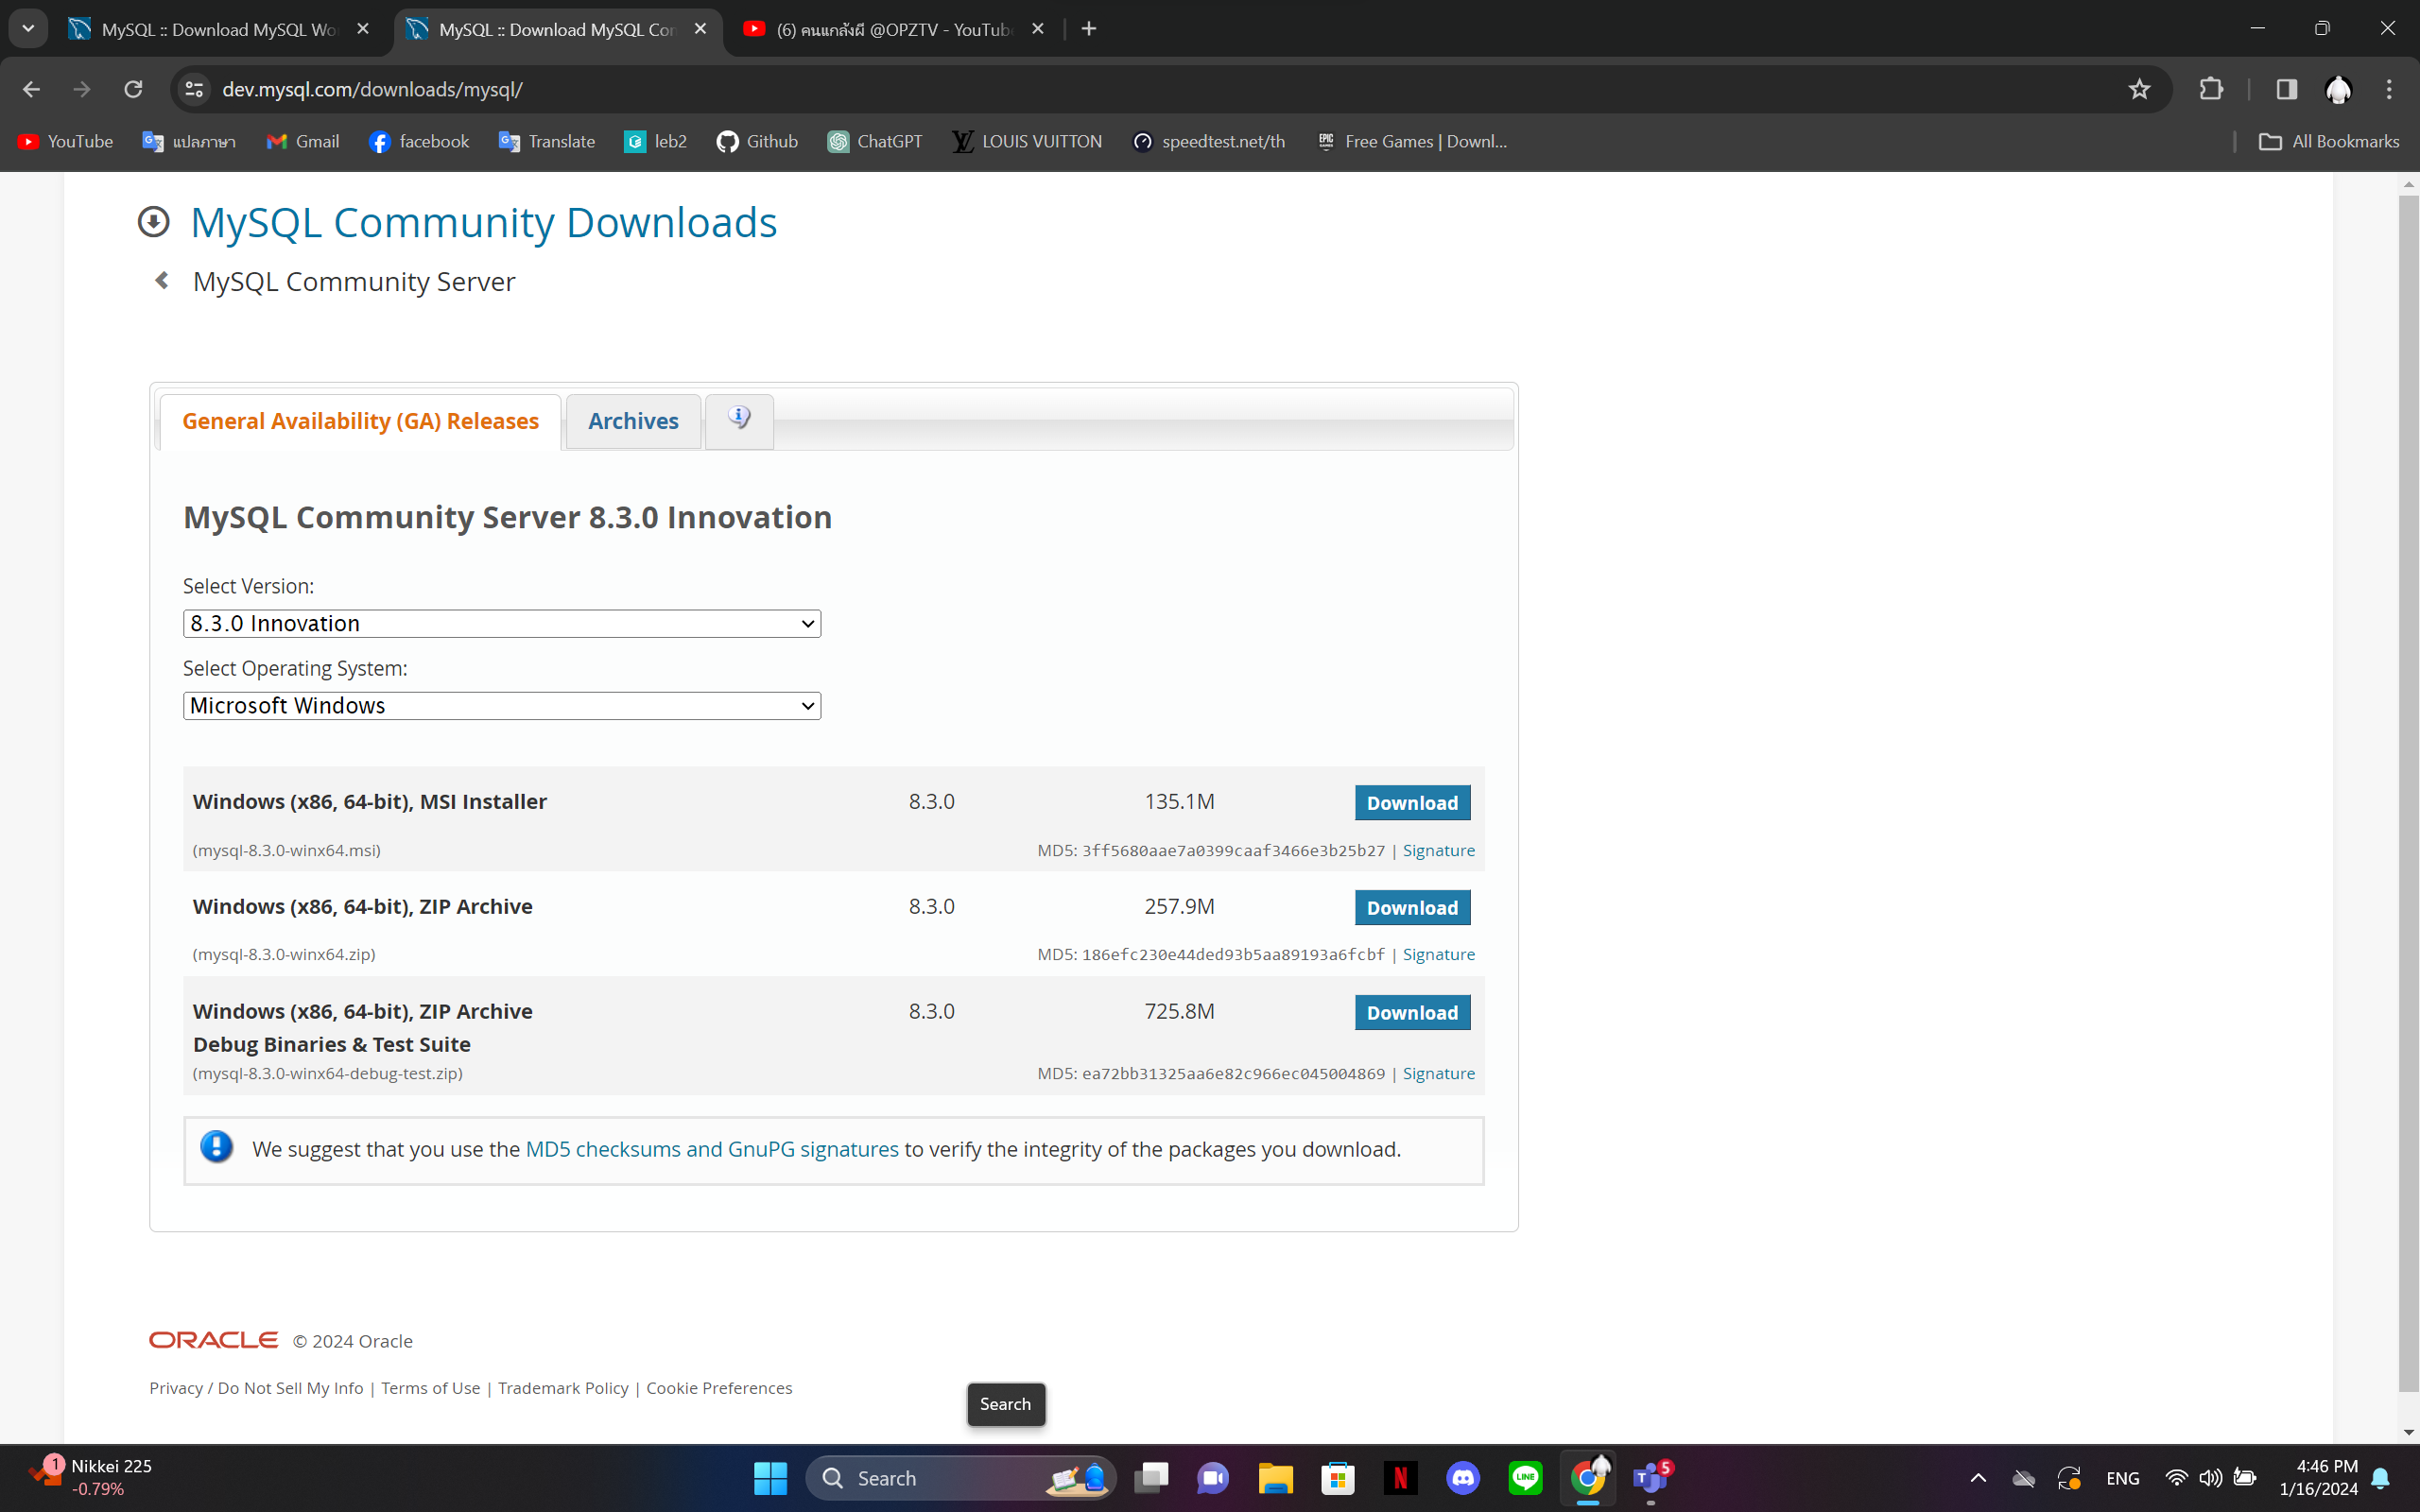 MySQL :: Download MySQL Wo
MySQL :: Download MySQL Con
(6) คนแกลังผี @OPZTV - YouTub
dev.mysql.com/downloads/mysql/
YouTube
แปลภาษา
Gmail
facebook
Translate
leb2
Github
ChatGPT
LOUIS VUITTON
speedtest.net/th
EPIC GAMES
Free Games | Downl...
All Bookmarks
MySQL Community Downloads
MySQL Community Server
General Availability (GA) Releases
Archives
MySQL Community Server 8.3.0 Innovation
Select Version:
8.3.0 Innovation
Select Operating System:
Microsoft Windows
Windows (x86, 64-bit), MSI Installer 8.3.0 135.1M Download
(mysql-8.3.0-winx64.msi) MD5: 3ff5680aae7a0399caaf3466e3b25b27 | Signature
Windows (x86, 64-bit), ZIP Archive 8.3.0 257.9M Download
(mysql-8.3.0-winx64.zip) MD5: 186efc230e44ded93b5aa89193a6fcbf | Signature
Windows (x86, 64-bit), ZIP Archive 8.3.0 725.8M Download
Debug Binaries & Test Suite
(mysql-8.3.0-winx64-debug-test.zip) MD5: ea72bb31325aa6e82c966ec045004869 | Signature
We suggest that you use the MD5 checksums and GnuPG signatures to verify the integrity of the packages you download.
ORACLE © 2024 Oracle
Privacy / Do Not Sell My Info | Terms of Use | Trademark Policy | Cookie Preferences
Search
1
Nikkei 225
-0.79%
Search
N
LINE
T
5
ENG
4:46 PM
1/16/2024